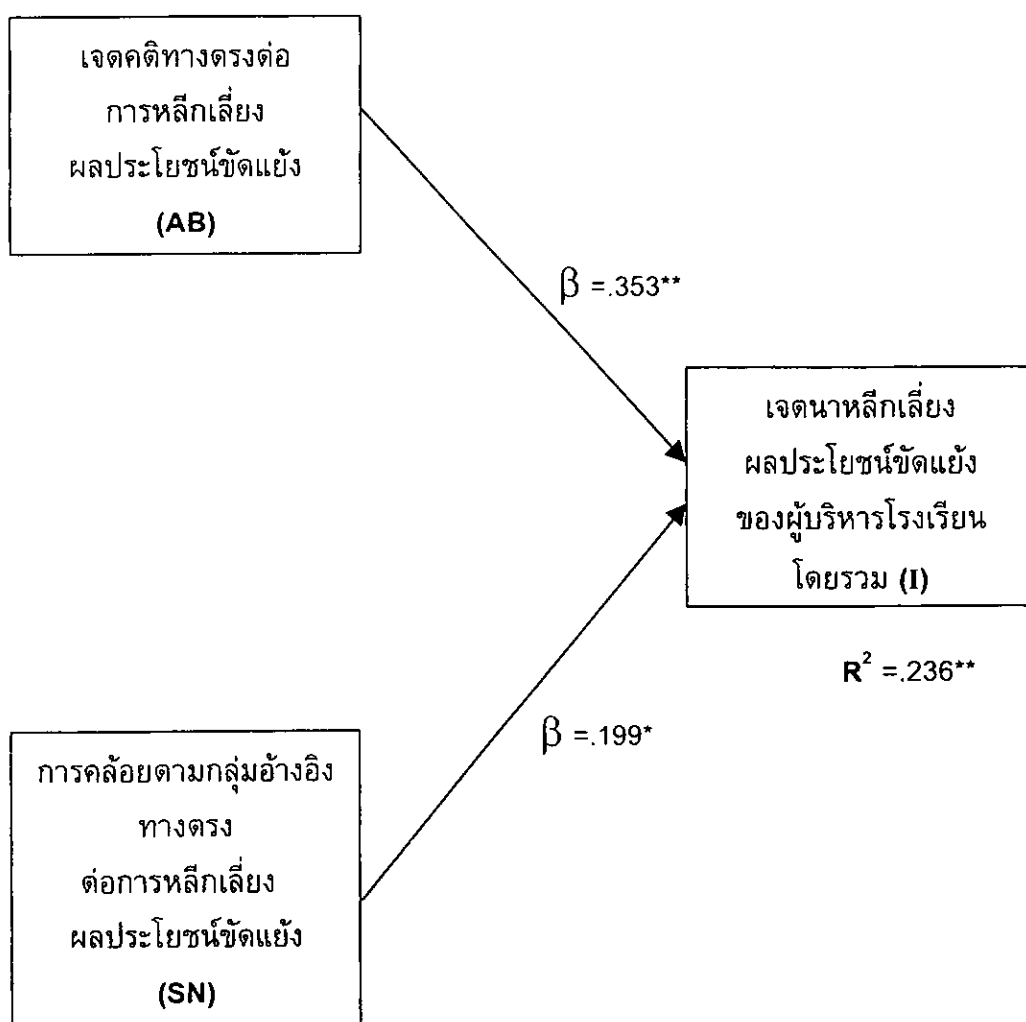 เจตคติทางตรงต่อ
การหลีกเลี่ยง
ผลประโยชน์ขัดแย้ง
(AB)
β =.353**
เจตนาหลีกเลี่ยง
ผลประโยชน์ขัดแย้ง
ของผู้บริหารโรงเรียน
โดยรวม (I)
R² =.236**
β =.199*
การคล้อยตามกลุ่มอ้างอิง
ทางตรง
ต่อการหลีกเลี่ยง
ผลประโยชน์ขัดแย้ง
(SN)